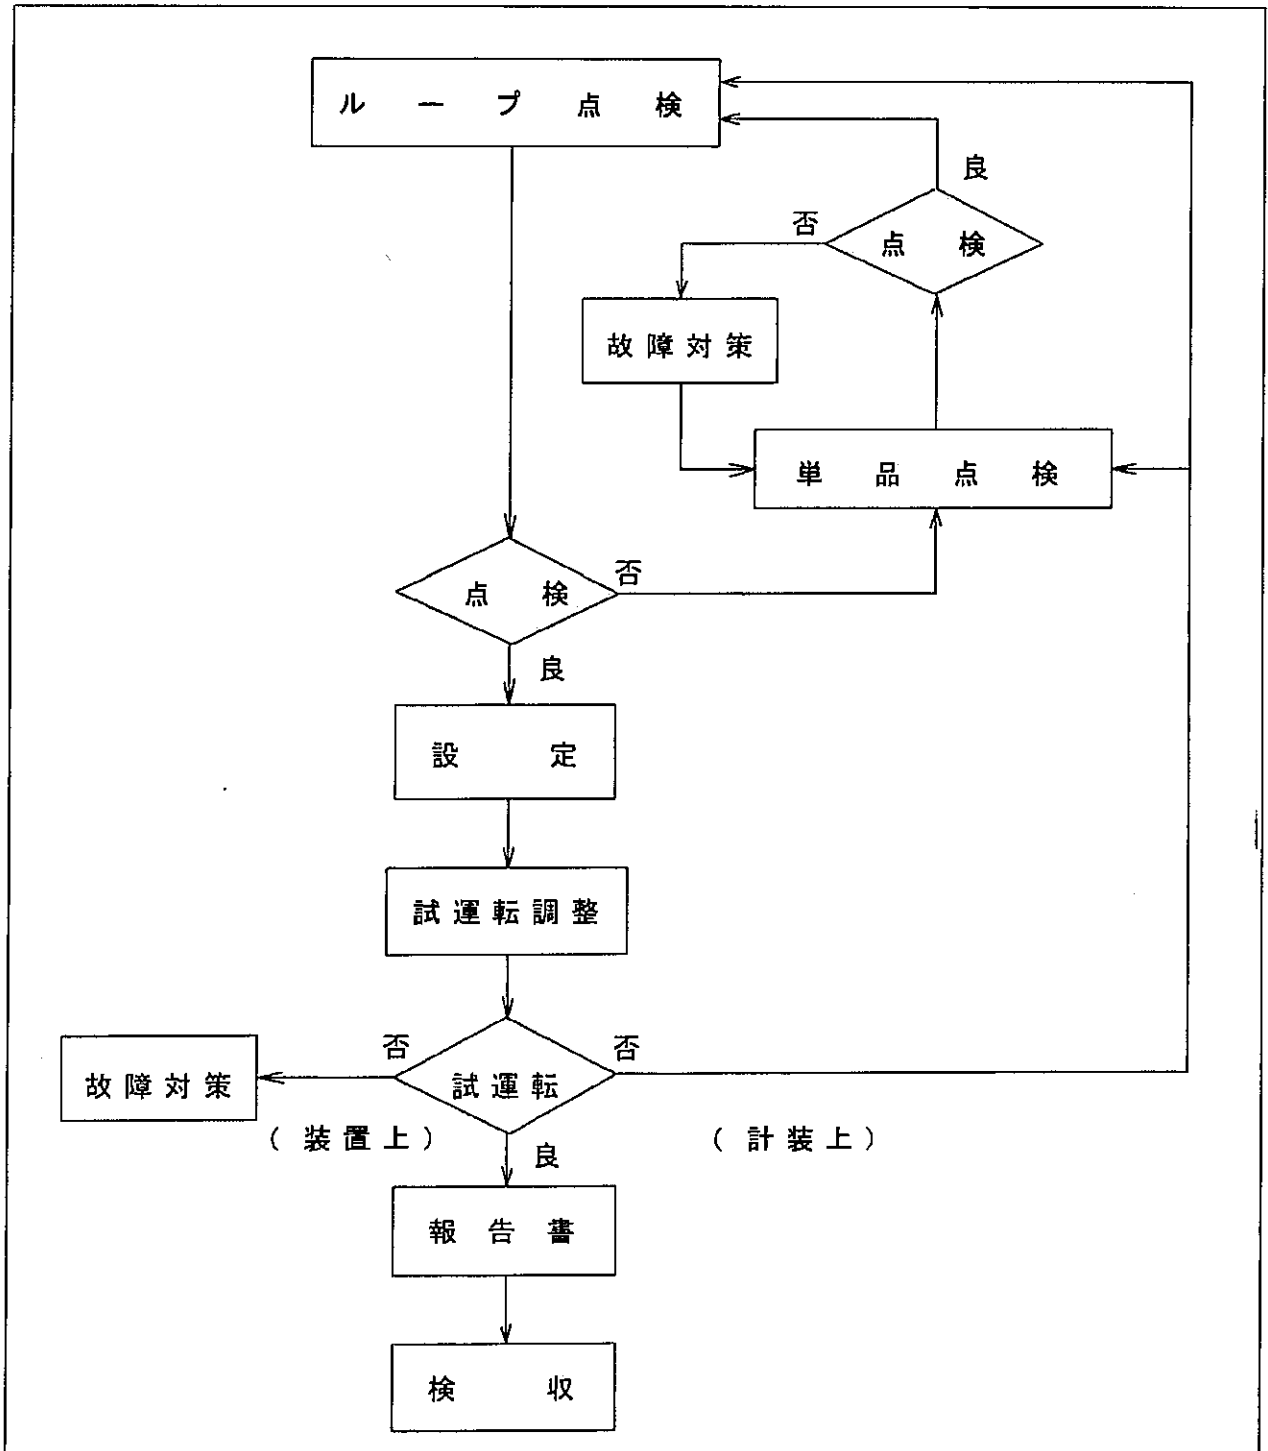 ループ点検
良
否
点検
故障対策
単品点検
否
点検
良
設定
試運転調整
否
否
故障対策
試運転
(装置上)
(計装上)
良
報告書
検収